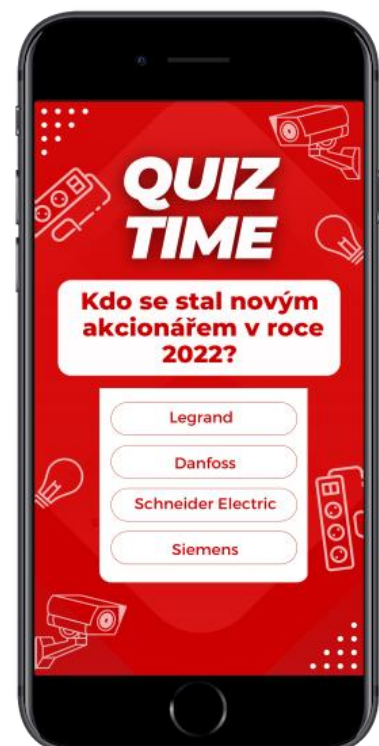 QUIZ
TIME
Kdo se stal novým
akcionářem v roce
2022?
Legrand
Danfoss
Schneider Electric
Siemens